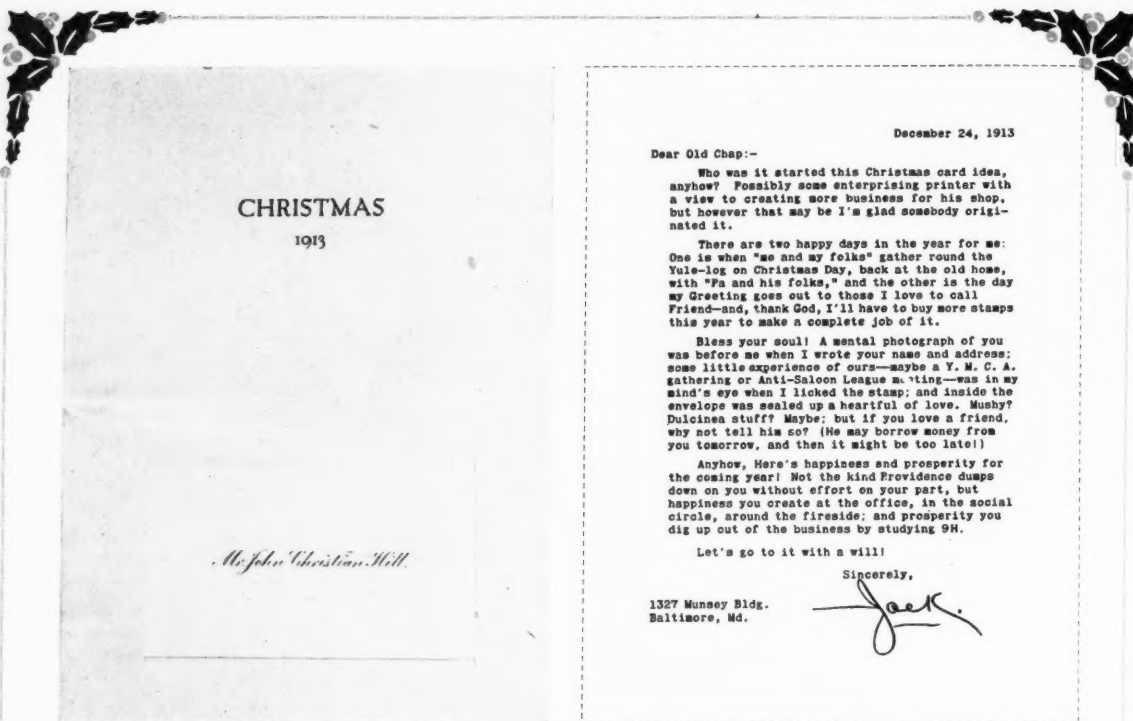 CHRISTMAS
1913
Mr. John Christian Hill
December 24, 1913
Dear Old Chap:-
Who was it started this Christmas card idea,
anyhow? Possibly some enterprising printer with
a view to creating more business for his shop,
but however that may be I'm glad somebody origi-
nated it.
There are two happy days in the year for me:
One is when "me and my folks" gather round the
Yule-log on Christmas Day, back at the old home,
with "Pa and his folks," and the other is the day
my Greeting goes out to those I love to call
Friend—and, thank God, I'll have to buy more stamps
this year to make a complete job of it.
Bless your soul! A mental photograph of you
was before me when I wrote your name and address;
some little experience of ours—maybe a Y. M. C. A.
gathering or Anti-Saloon League meeting—was in my
mind's eye when I licked the stamp; and inside the
envelope was sealed up a heartful of love. Mushy?
Dulcinea stuff? Maybe; but if you love a friend,
why not tell him so? (He may borrow money from
you tomorrow, and then it might be too late!)
Anyhow, Here's happiness and prosperity for
the coming year! Not the kind Providence dumps
down on you without effort on your part, but
happiness you create at the office, in the social
circle, around the fireside; and prosperity you
dig up out of the business by studying 9H.
Let's go to it with a will!
Sincerely,
Jack.
1327 Munsey Bldg.
Baltimore, Md.